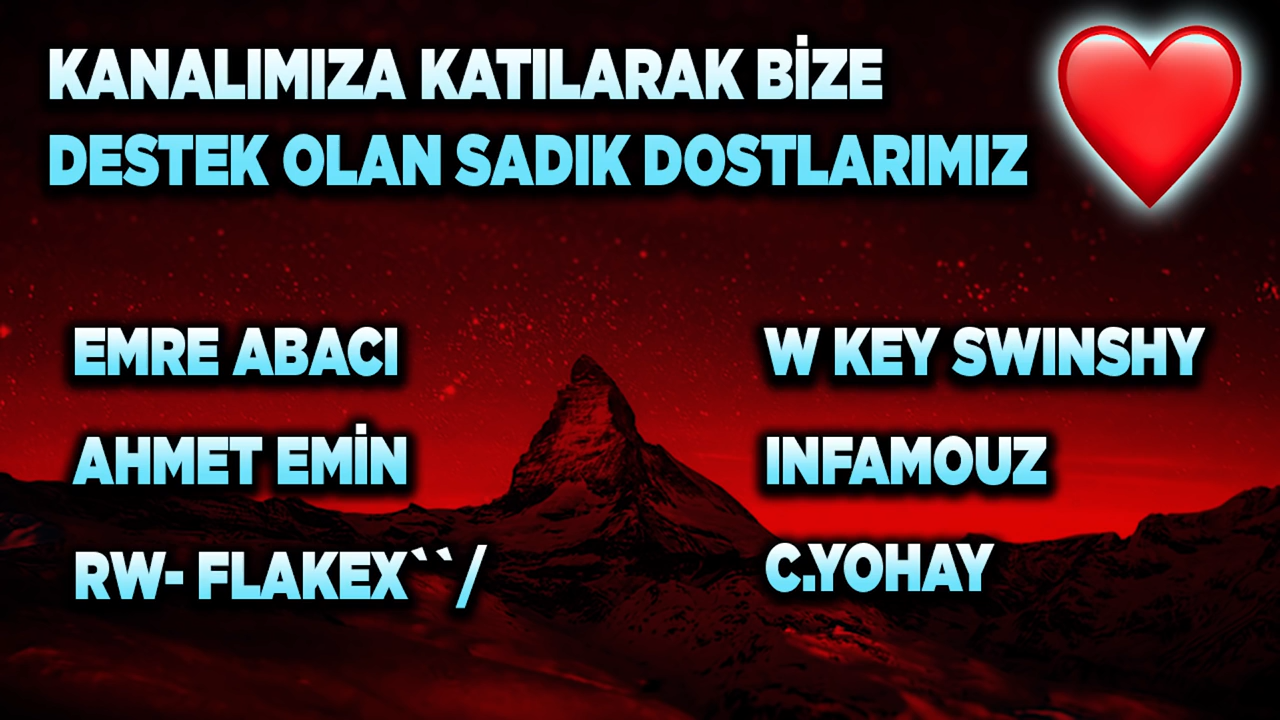 KANALIMIZA KATILARAK BİZE
DESTEK OLAN SADIK DOSTLARIMIZ
EMRE ABACI
AHMET EMİN
RW- FLAKEX``/
W KEY SWINSHY
INFAMOUZ
C.YOHAY